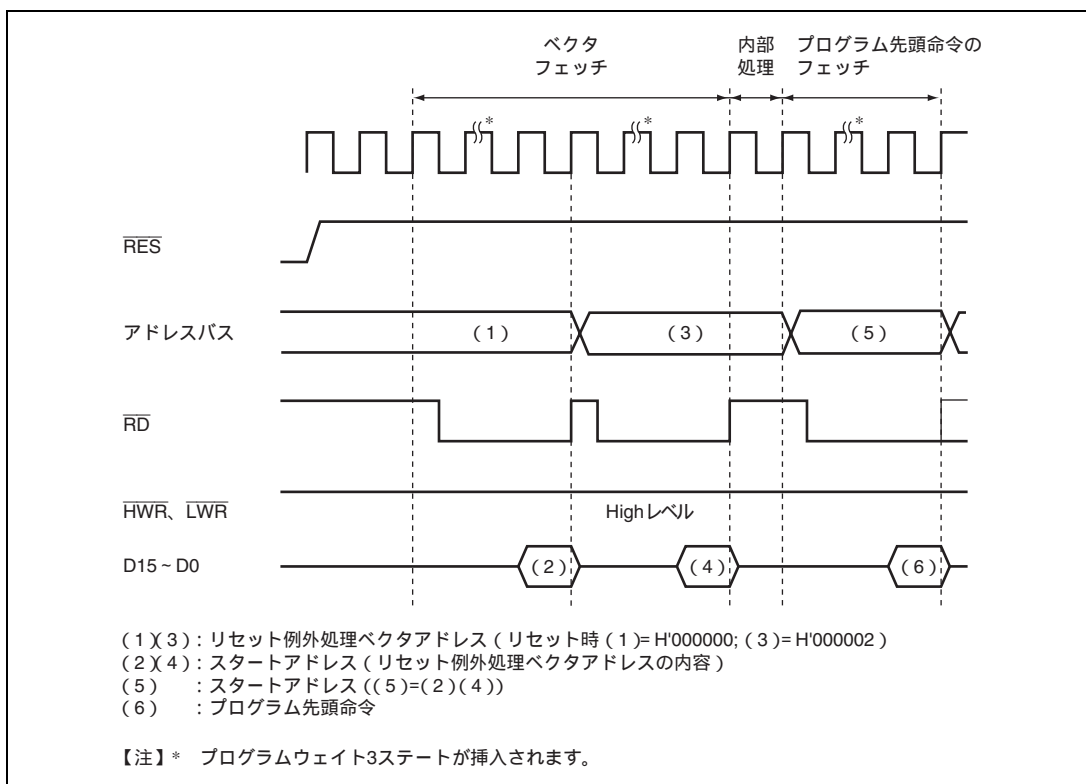 ベクタ
フェッチ
内部
処理
プログラム先頭命令の
フェッチ
* * *
RES
アドレスバス
(1) (3) (5)
RD
HWR、LWR
Highレベル
D15~D0
(2) (4) (6)
(1)(3):リセット例外処理ベクタアドレス(リセット時(1)= H'000000; (3)= H'000002)
(2)(4):スタートアドレス(リセット例外処理ベクタアドレスの内容)
(5) :スタートアドレス((5)=(2)(4))
(6) :プログラム先頭命令
【注】* プログラムウェイト3ステートが挿入されます。